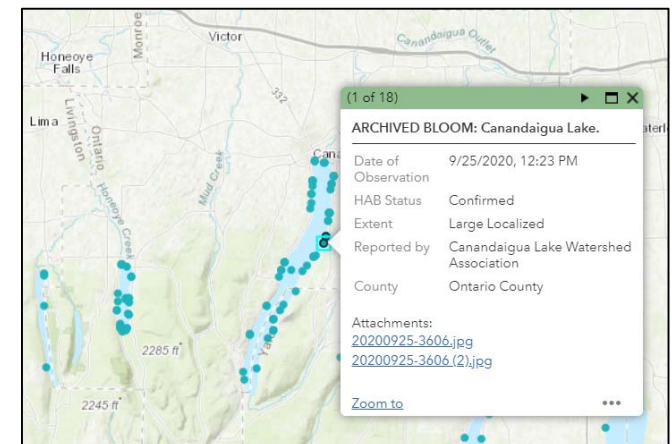 Victor
Monroe
Honeoye
Falls
Canandaigua Outlet
332
Lima
Livingston
Ontario
Honeoye Creek
Mud Creek
2285 ft
2245 ft
(1 of 18)
ARCHIVED BLOOM: Canandaigua Lake.
Date of Observation 9/25/2020, 12:23 PM
HAB Status Confirmed
Extent Large Localized
Reported by Canandaigua Lake Watershed
Association
County Ontario County
Attachments:
20200925-3606.jpg
20200925-3606 (2).jpg
Zoom to